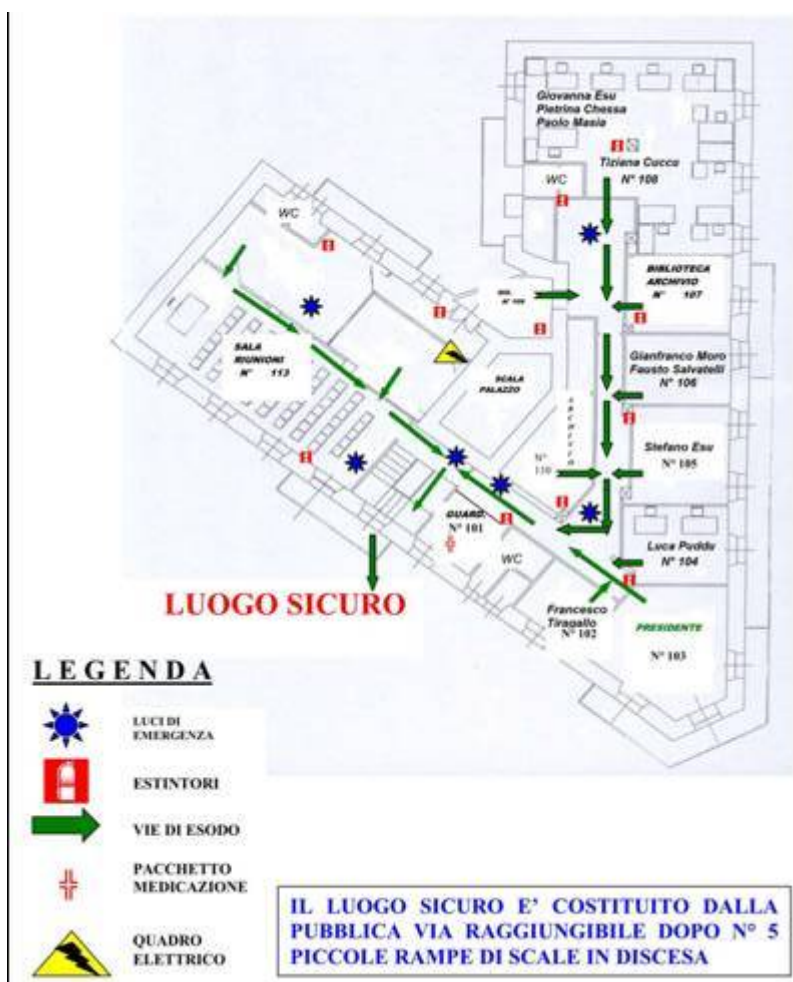 Giovanna Esu
Pietrina Chessa
Paolo Masia
Tiziana Cuccu
N° 108
WC
WC
BIBLIOTECA
ARCHIVIO
N° 107
N° 109
SALA
RIUNIONI
N° 113
SCALA
PALAZZO
Gianfranco Moro
Fausto Salvatelli
N° 106
ARCHIVIO
N°
110
Stefano Esu
N° 105
GUARD.
N° 101
WC
Luca Puddu
N° 104
LUOGO SICURO
Francesco
Tiragallo
N° 102
PRESIDENTE
N° 103
LEGENDA
LUCI DI
EMERGENZA
ESTINTORI
VIE DI ESODO
PACCHETTO
MEDICAZIONE
QUADRO
ELETTRICO
IL LUOGO SICURO E' COSTITUITO DALLA
PUBBLICA VIA RAGGIUNGIBILE DOPO N° 5
PICCOLE RAMPE DI SCALE IN DISCESA